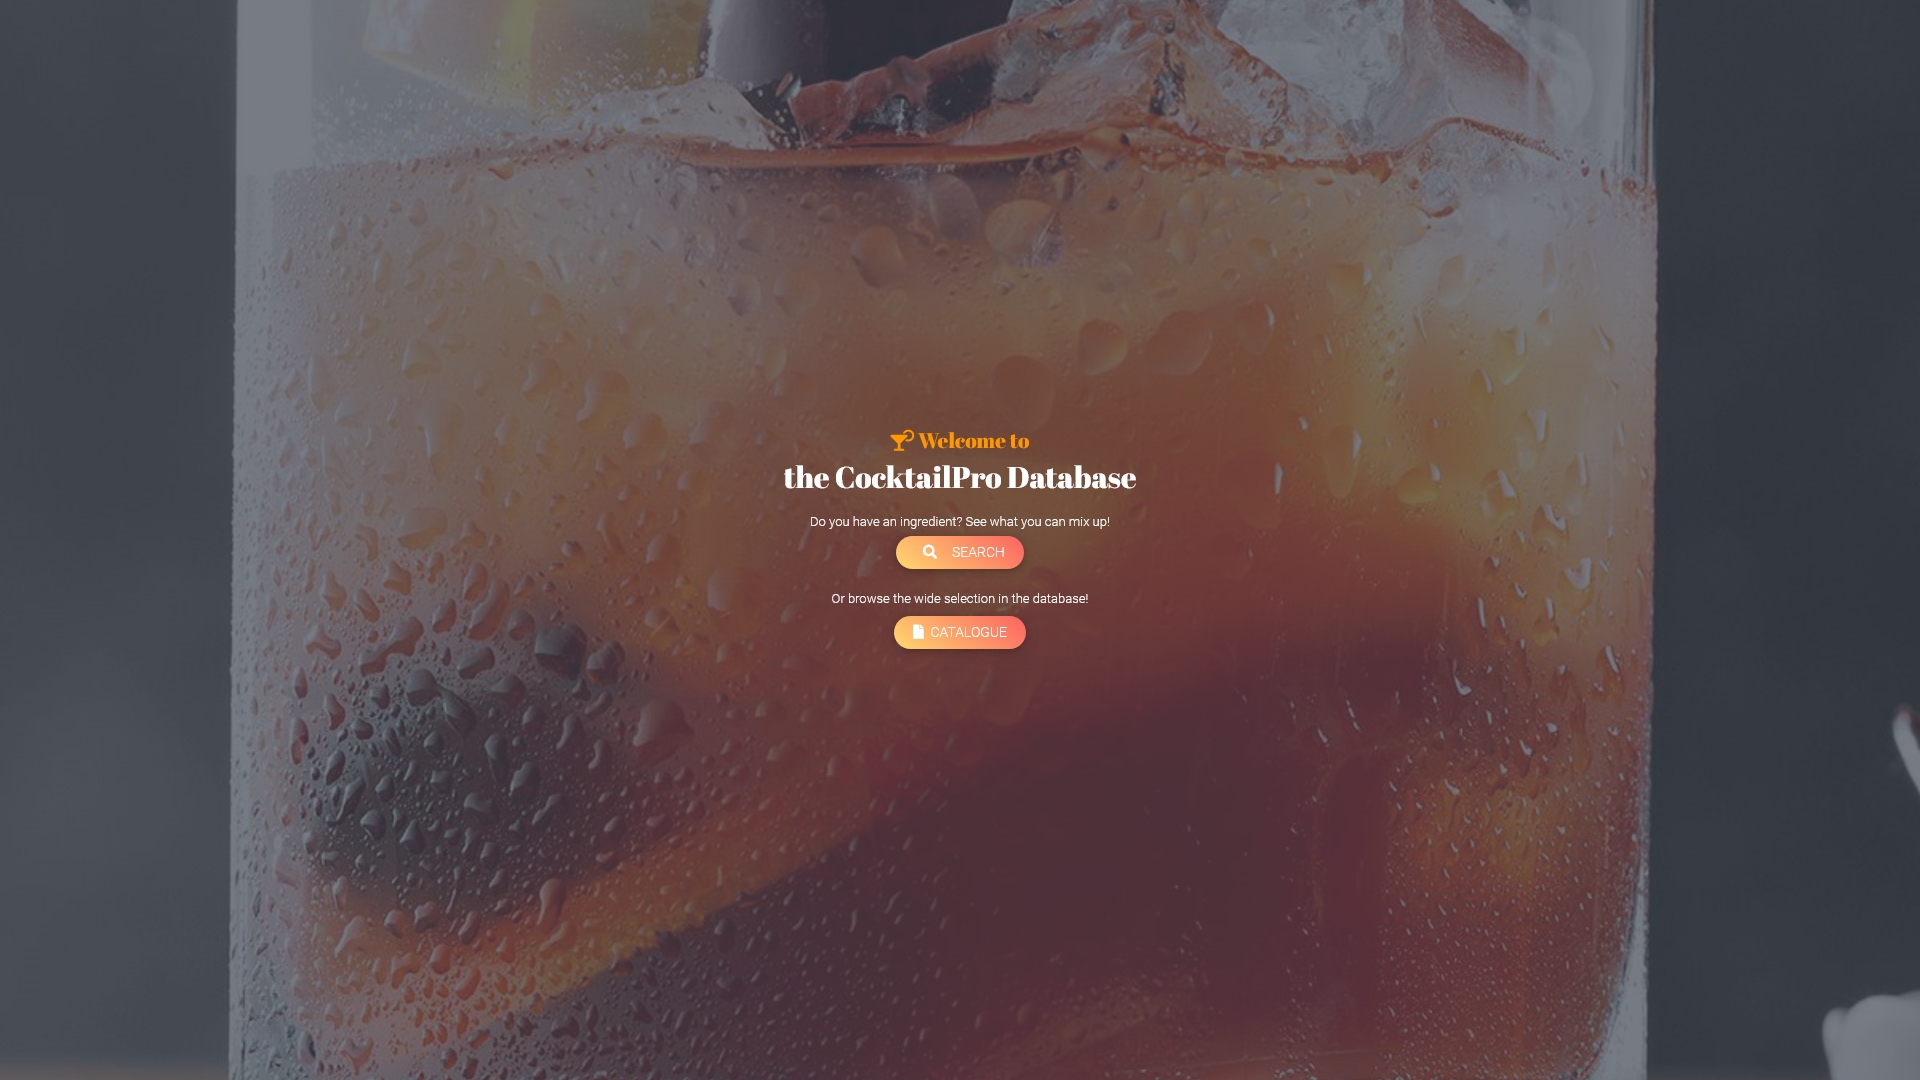 Welcome to
the CocktailPro Database
Do you have an ingredient? See what you can mix up!
SEARCH
Or browse the wide selection in the database!
CATALOGUE